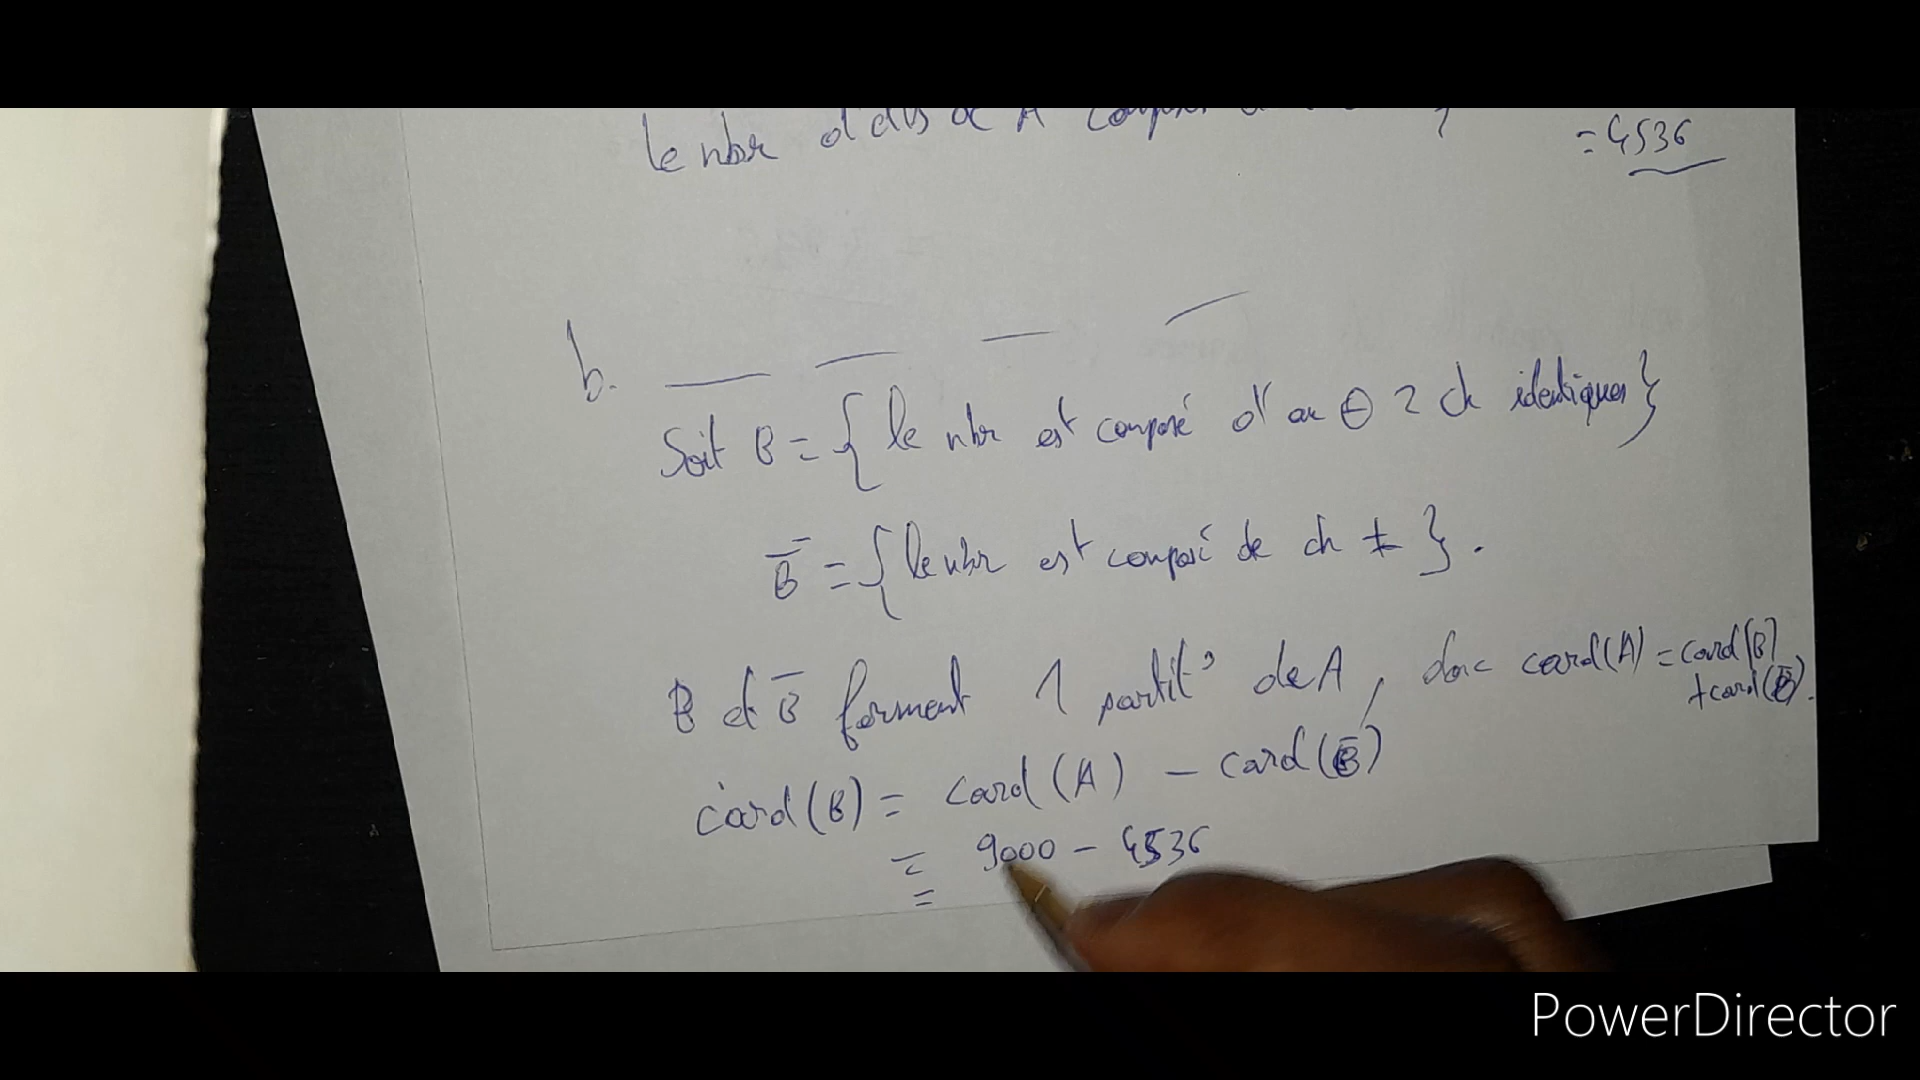 le nbr d'élts de A
= 4536
b.
Soit B = { le nbr est composé d'au ⊖ 2 ch identiques }
B̅ = { le nbr est composé de ch ≠ }.
B et B̅ forment 1 partit° de A, donc card(A) = card(B)
+ card(B̅).
card(B) = card(A) - card(B̅)
= 9000 - 4536
=
PowerDirector